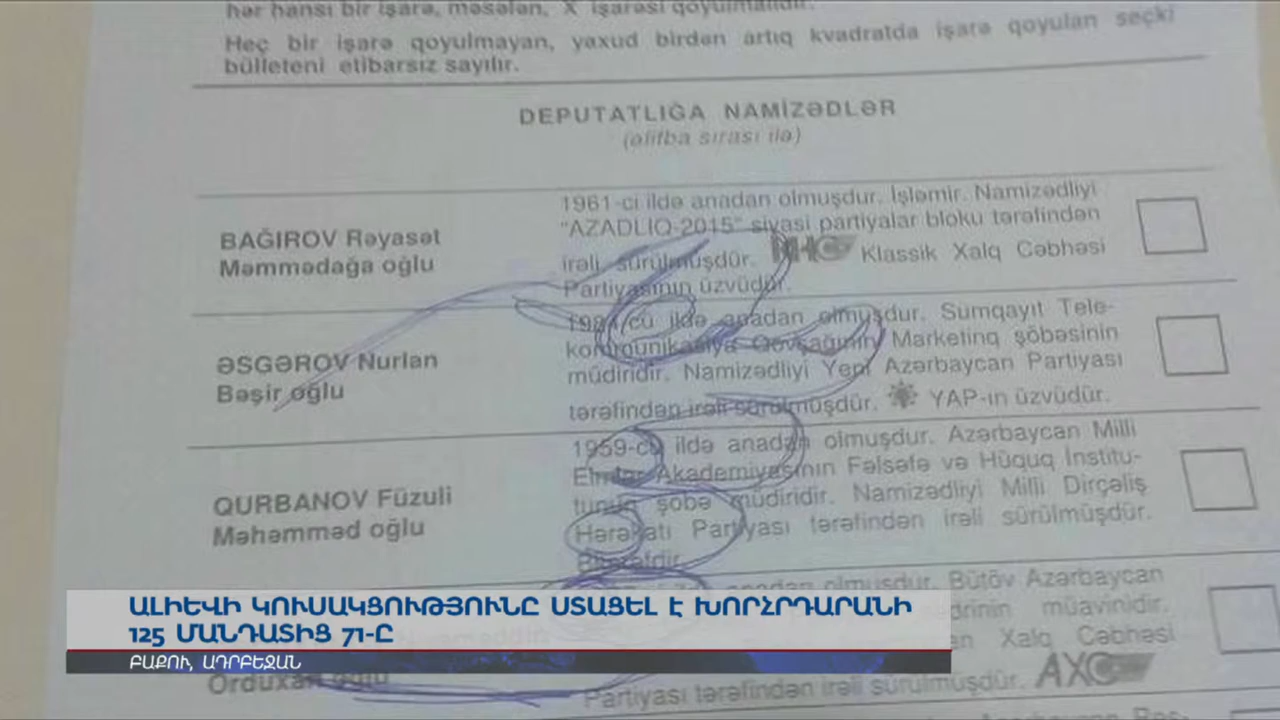 hər hansı bir işarə, məsələn, X işarəsi qoyulmalıdır.
Heç bir işarə qoyulmayan, yaxud birdən artıq kvadratda işarə qoyulan seçki
bülleteni etibarsız sayılır.
DEPUTATLIĞA NAMİZƏDLƏR
(əlifba sırası ilə)
BAĞIROV Rəyasət
Məmmədağa oğlu
1961-ci ildə anadan olmuşdur. İşləmir. Namizədliyi
"AZADLIQ-2015" siyasi partiyalar bloku tərəfindən
irəli sürülmüşdür. Klassik Xalq Cəbhəsi
Partiyasının üzvüdür.
ƏSGƏROV Nurlan
Bəşir oğlu
ildə anadan olmuşdur. Sumqayıt Tele-
kommunikasiya Qovşağının Marketinq şöbəsinin
müdiridir. Namizədliyi Yeni Azərbaycan Partiyası
tərəfindən irəli sürülmüşdür. YAP-ın üzvüdür.
QURBANOV Füzuli
Məhəmməd oğlu
1959-cu ildə anadan olmuşdur. Azərbaycan Milli
Elmlər Akademiyasının Fəlsəfə və Hüquq İnstitu-
tunun şöbə müdiridir. Namizədliyi Milli Dirçəliş
Hərəkatı Partiyası tərəfindən irəli sürülmüşdür.
Bitərəfdir.
anadan olmuşdur. Bütöv Azərbaycan
müavinidir.
Xalq Cəbhəsi
Orduxan oğlu
Partiyası tərəfindən irəli sürülmüşdür. AXC
ԱԼԻԵՎԻ ԿՈՒՍԱԿՑՈՒԹՅՈՒՆԸ ՍՏԱՑԵԼ Է ԽՈՐՀՐԴԱՐԱՆԻ
125 ՄԱՆԴԱՏԻՑ 71-Ը
ԲԱՔՈՒ, ԱԴՐԲԵՋԱՆ